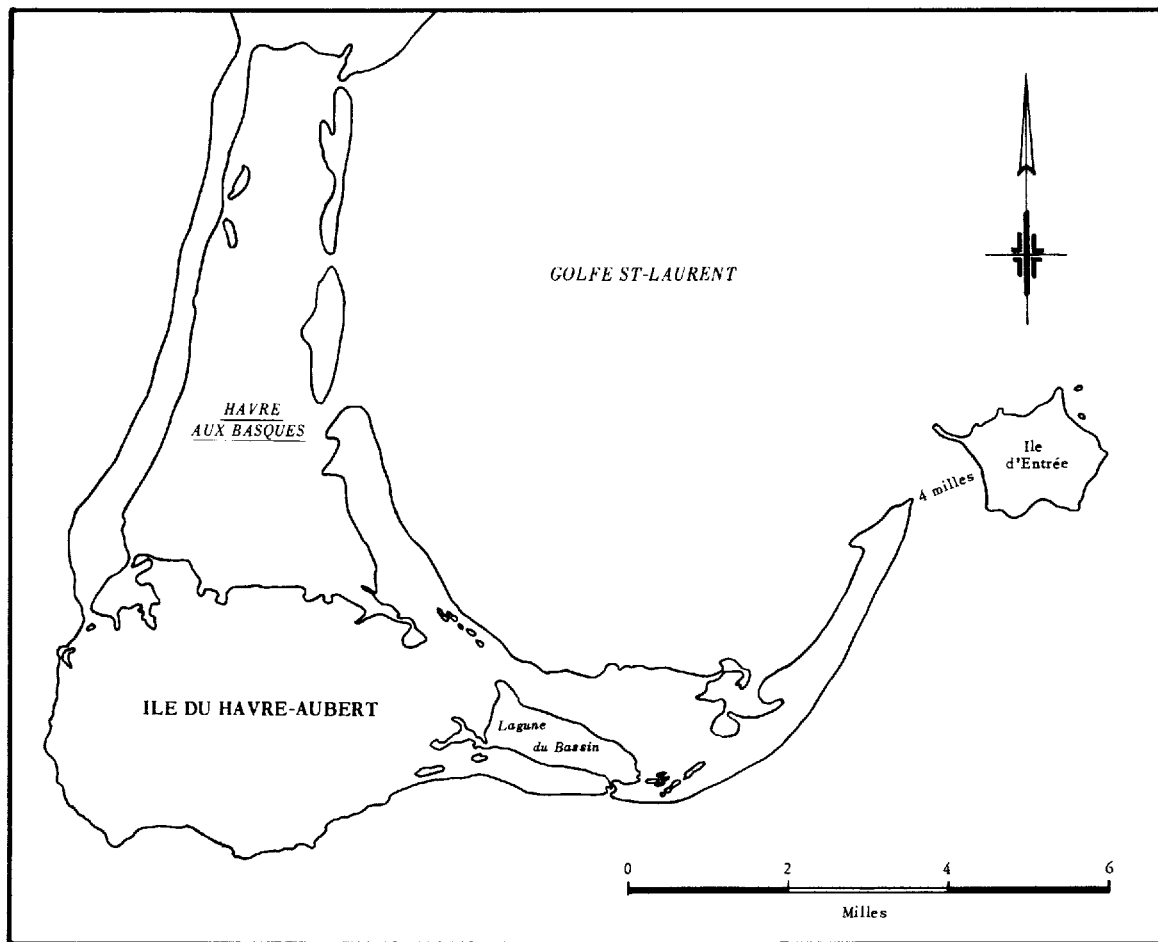 GOLFE ST-LAURENT
HAVRE
AUX BASQUES
Ile
d'Entrée
4 milles
ILE DU HAVRE-AUBERT
Lagune
du Bassin
0 2 4 6
Milles